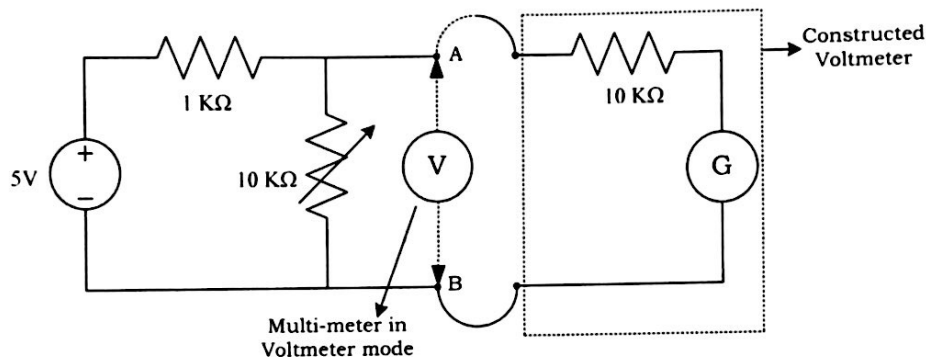 Constructed
Voltmeter
A
1 KΩ
10 KΩ
5V
+
−
10 KΩ
V
G
B
Multi-meter in
Voltmeter mode